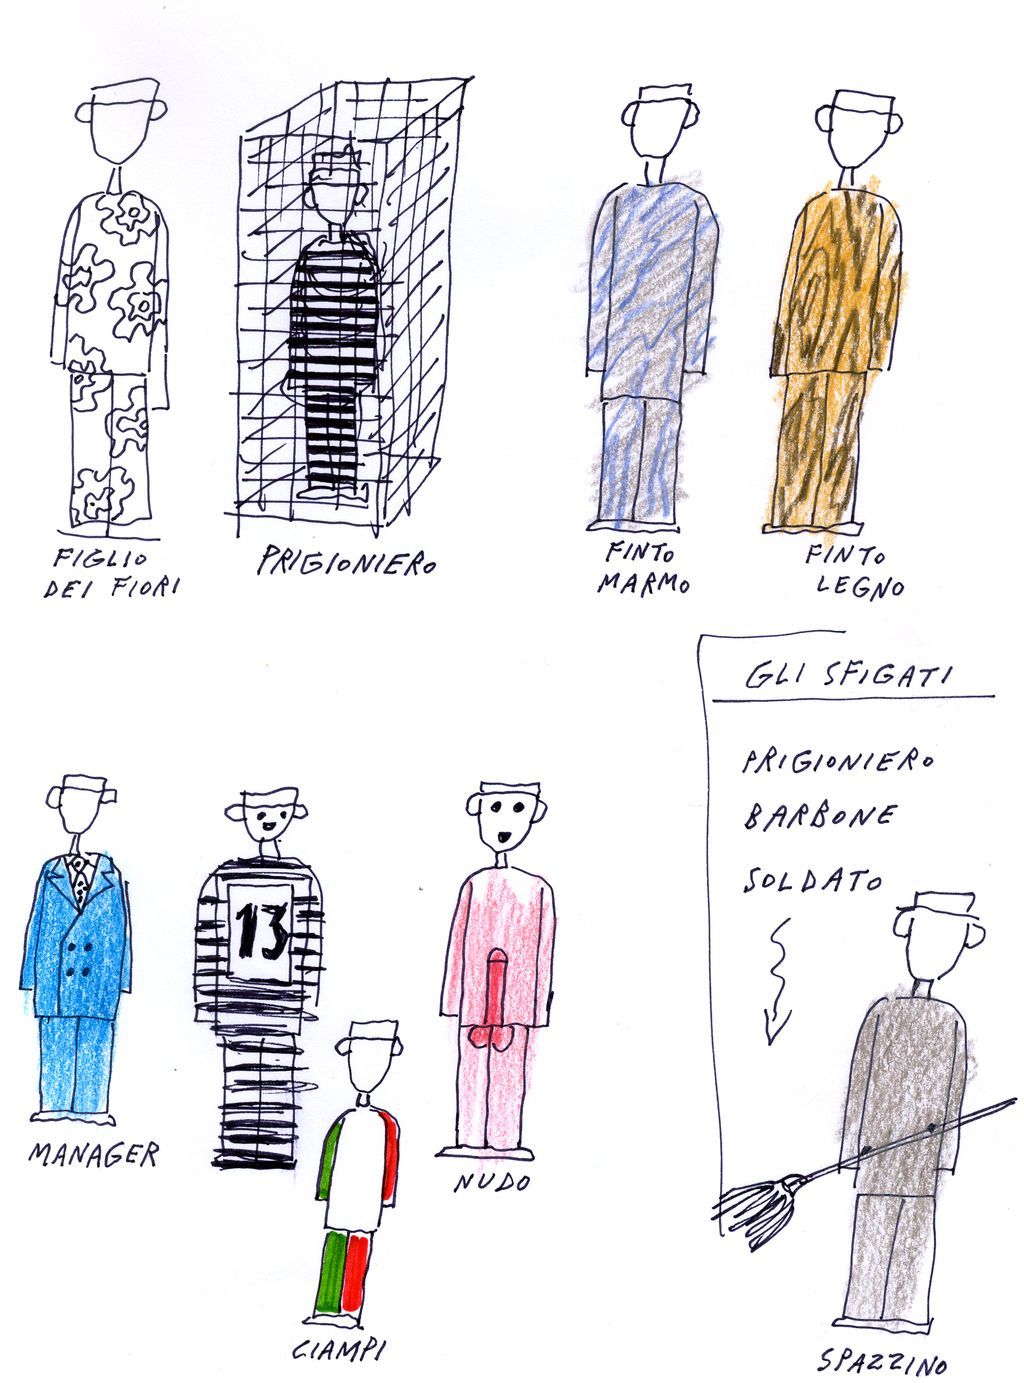 FIGLIO
DEI FIORI
PRIGIONIERO
FINTO
MARMO
FINTO
LEGNO
GLI SFIGATI
PRIGIONIERO
BARBONE
SOLDATO
13
MANAGER
NUDO
CIAMPI
SPAZZINO